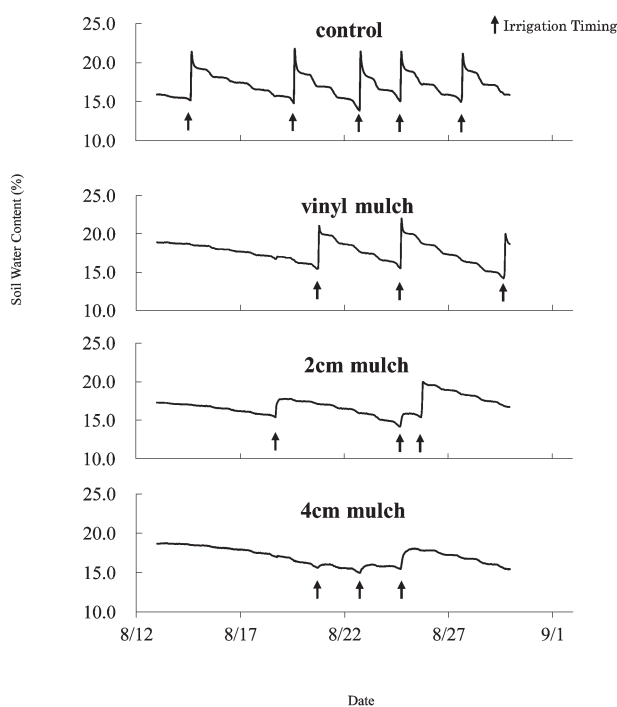 Irrigation Timing
control
25.0
20.0
15.0
10.0
vinyl mulch
25.0
20.0
15.0
10.0
Soil Water Content (%)
2cm mulch
25.0
20.0
15.0
10.0
4cm mulch
25.0
20.0
15.0
10.0
8/12 8/17 8/22 8/27 9/1
Date